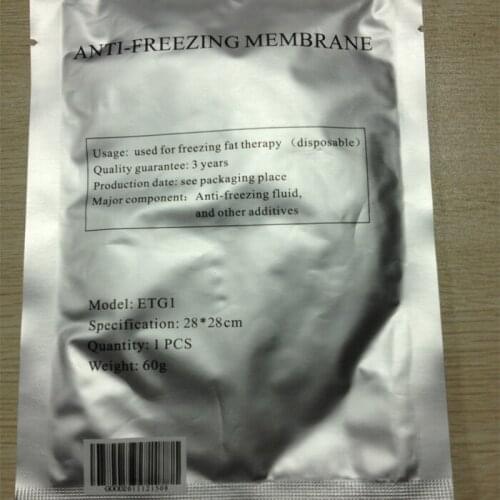 ANTI-FREEZING MEMBRANE
Usage: used for freezing fat therapy （disposable）
Quality guarantee: 3 years
Production date: see packaging place
Major component： Anti-freezing fluid,
and other additives
Model: ETG1
Specification: 28*28cm
Quantity: 1 PCS
Weight: 60g